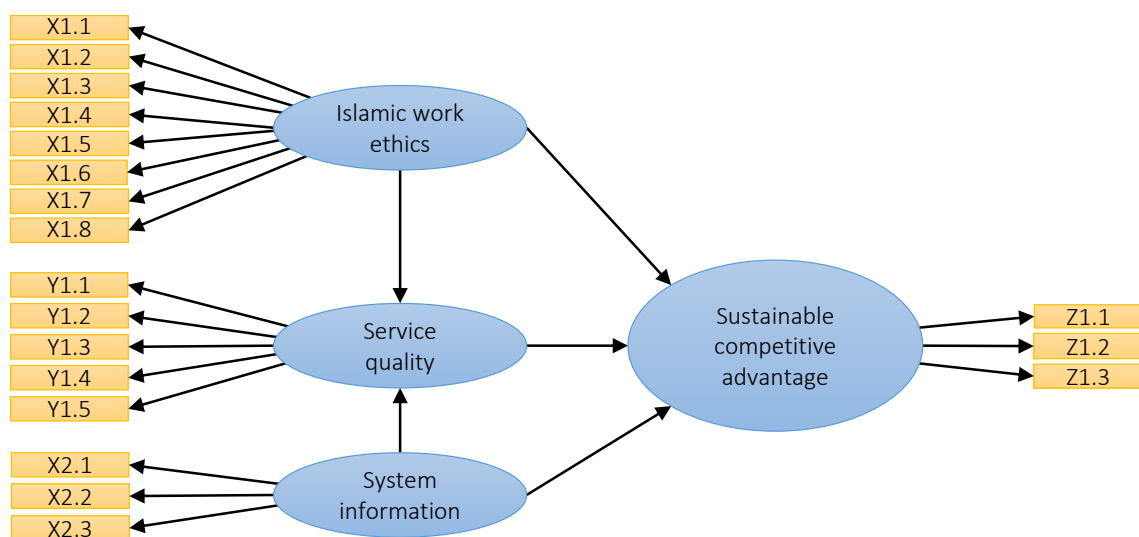 X1.1
X1.2
X1.3
X1.4
X1.5
X1.6
X1.7
X1.8
Islamic work
ethics
Y1.1
Y1.2
Y1.3
Y1.4
Y1.5
Service
quality
Sustainable
competitive
advantage
Z1.1
Z1.2
Z1.3
X2.1
X2.2
X2.3
System
information